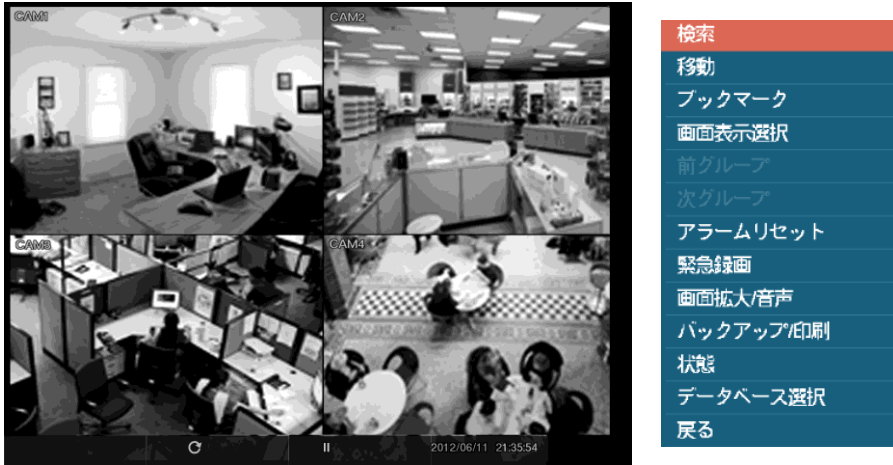 CAM1
CAM2
CAM3
CAM4
2012/06/11 21:35:54
検索
移動
ブックマーク
画面表示選択
前グループ
次グループ
アラームリセット
緊急録画
画面拡大/音声
バックアップ/印刷
状態
データベース選択
戻る